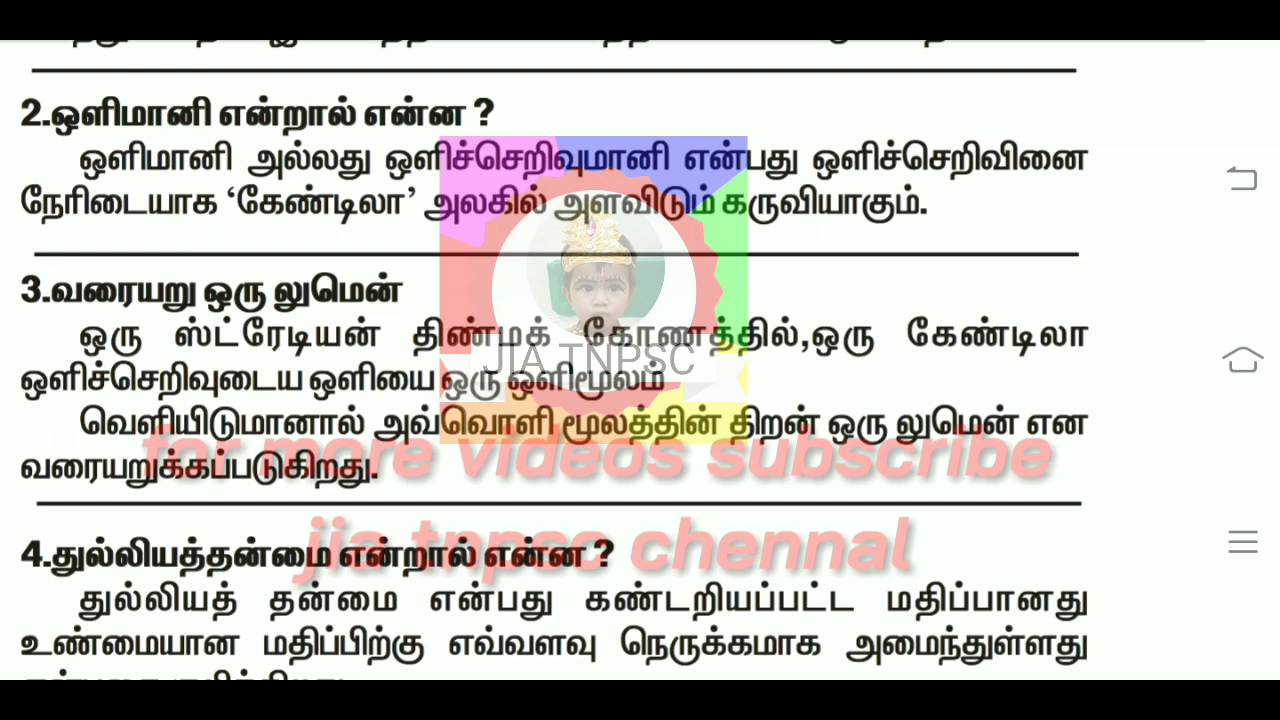 2.ஒளிமானி என்றால் என்ன ?
ஒளிமானி அல்லது ஒளிச்செறிவுமானி என்பது ஒளிச்செறிவினை
நேரிடையாக ‘கேண்டிலா’ அலகில் அளவிடும் கருவியாகும்.
3.வரையறு ஒரு லுமென்
ஒரு ஸ்ட்ரேடியன் திண்மக் கோணத்தில்,ஒரு கேண்டிலா
JIA TNPSC
ஒளிச்செறிவுடைய ஒளியை ஒரு ஒளிமூலம்
வெளியிடுமானால் அவ்வொளி மூலத்தின் திறன் ஒரு லுமென் என
for more videos subscribe
வரையறுக்கப்படுகிறது.
jia tnpsc chennal
4.துல்லியத்தன்மை என்றால் என்ன ?
துல்லியத் தன்மை என்பது கண்டறியப்பட்ட மதிப்பானது
உண்மையான மதிப்பிற்கு எவ்வளவு நெருக்கமாக அமைந்துள்ளது